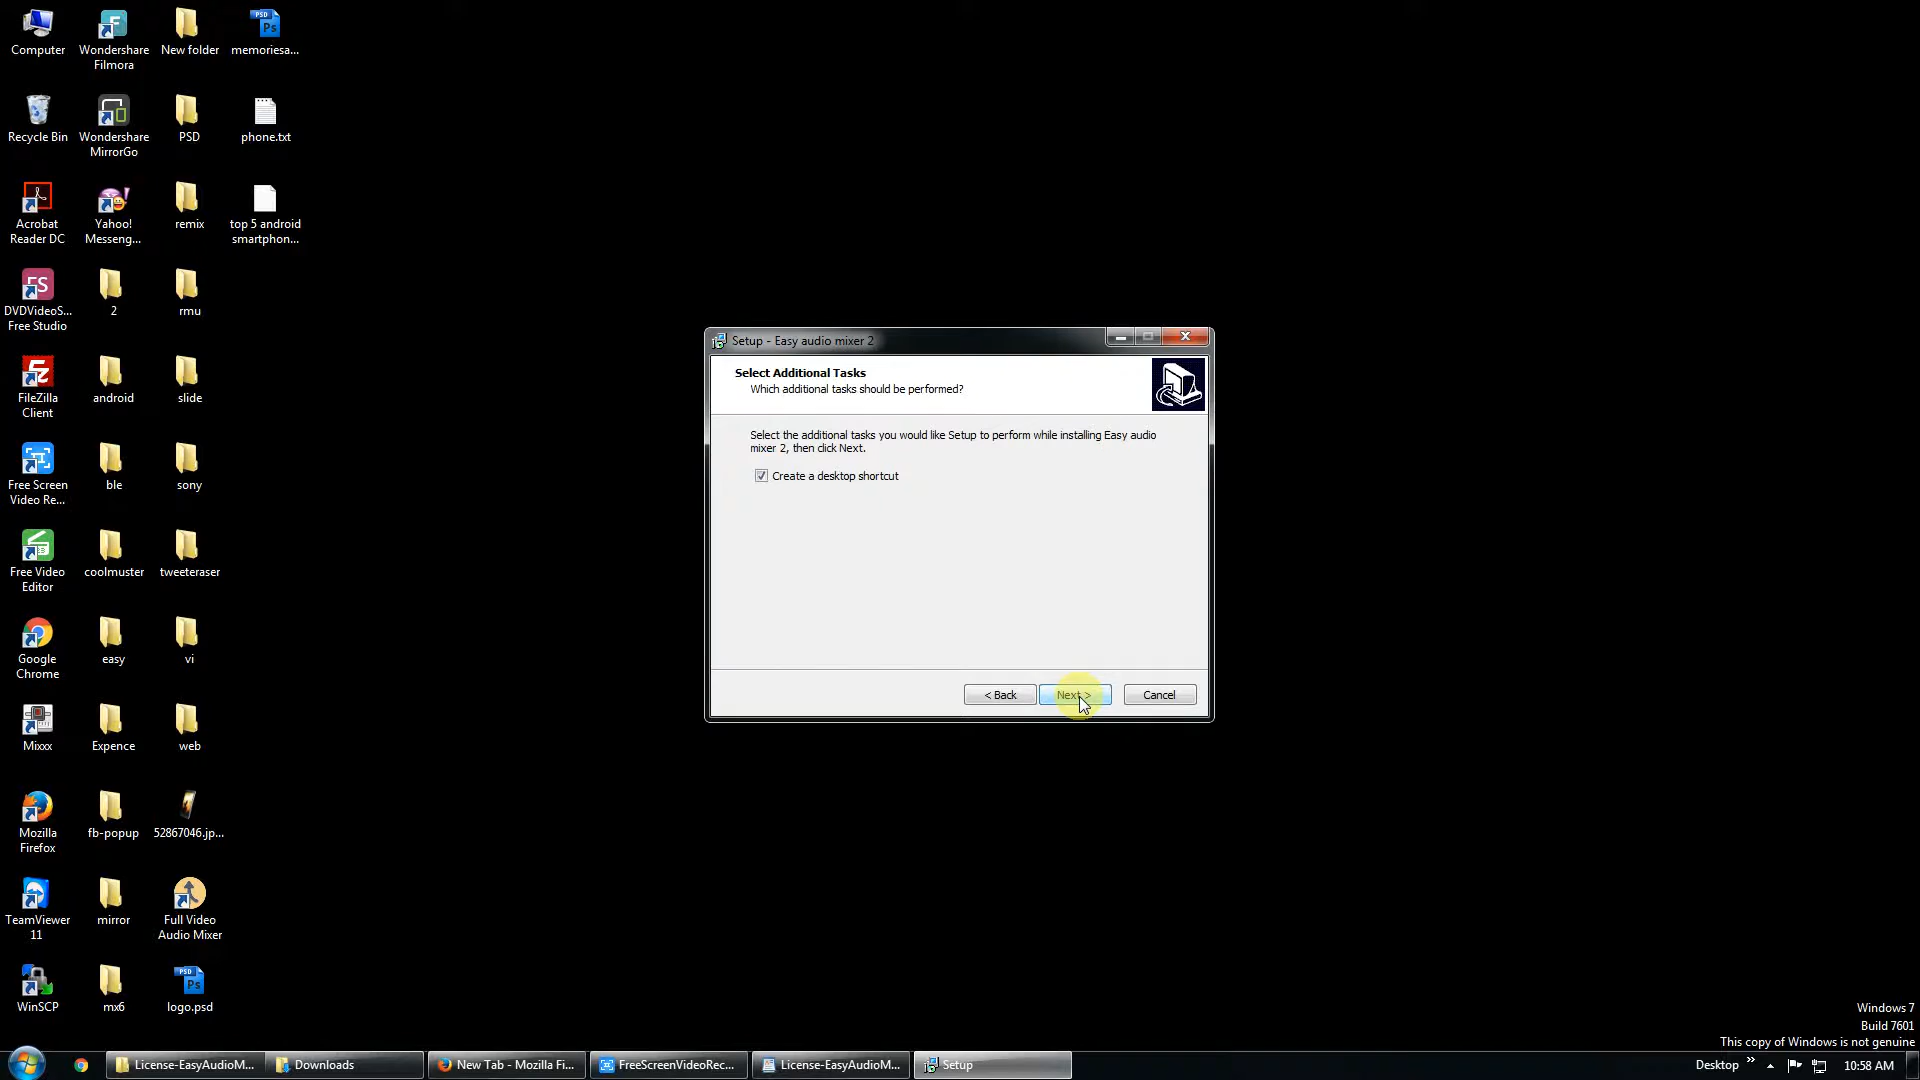 Computer
Wondershare
Filmora
New folder
memoriesa...
Recycle Bin
Wondershare
MirrorGo
PSD
phone.txt
Acrobat
Reader DC
Yahoo!
Messeng...
remix
top 5 android
smartphon...
DVDVideoS...
Free Studio
2
rmu
FileZilla
Client
android
slide
Free Screen
Video Re...
ble
sony
Free Video
Editor
coolmuster
tweeteraser
Google
Chrome
easy
vi
Mixxx
Expence
web
Mozilla
Firefox
fb-popup
52867046.jp...
TeamViewer
11
mirror
Full Video
Audio Mixer
WinSCP
mx6
logo.psd
Setup - Easy audio mixer 2
Select Additional Tasks
Which additional tasks should be performed?
Select the additional tasks you would like Setup to perform while installing Easy audio
mixer 2, then click Next.
Create a desktop shortcut
< Back
Next >
Cancel
Windows 7
Build 7601
This copy of Windows is not genuine
License-EasyAudioM...
Downloads
New Tab - Mozilla Fi...
FreeScreenVideoRec...
License-EasyAudioM...
Setup
Desktop
10:58 AM